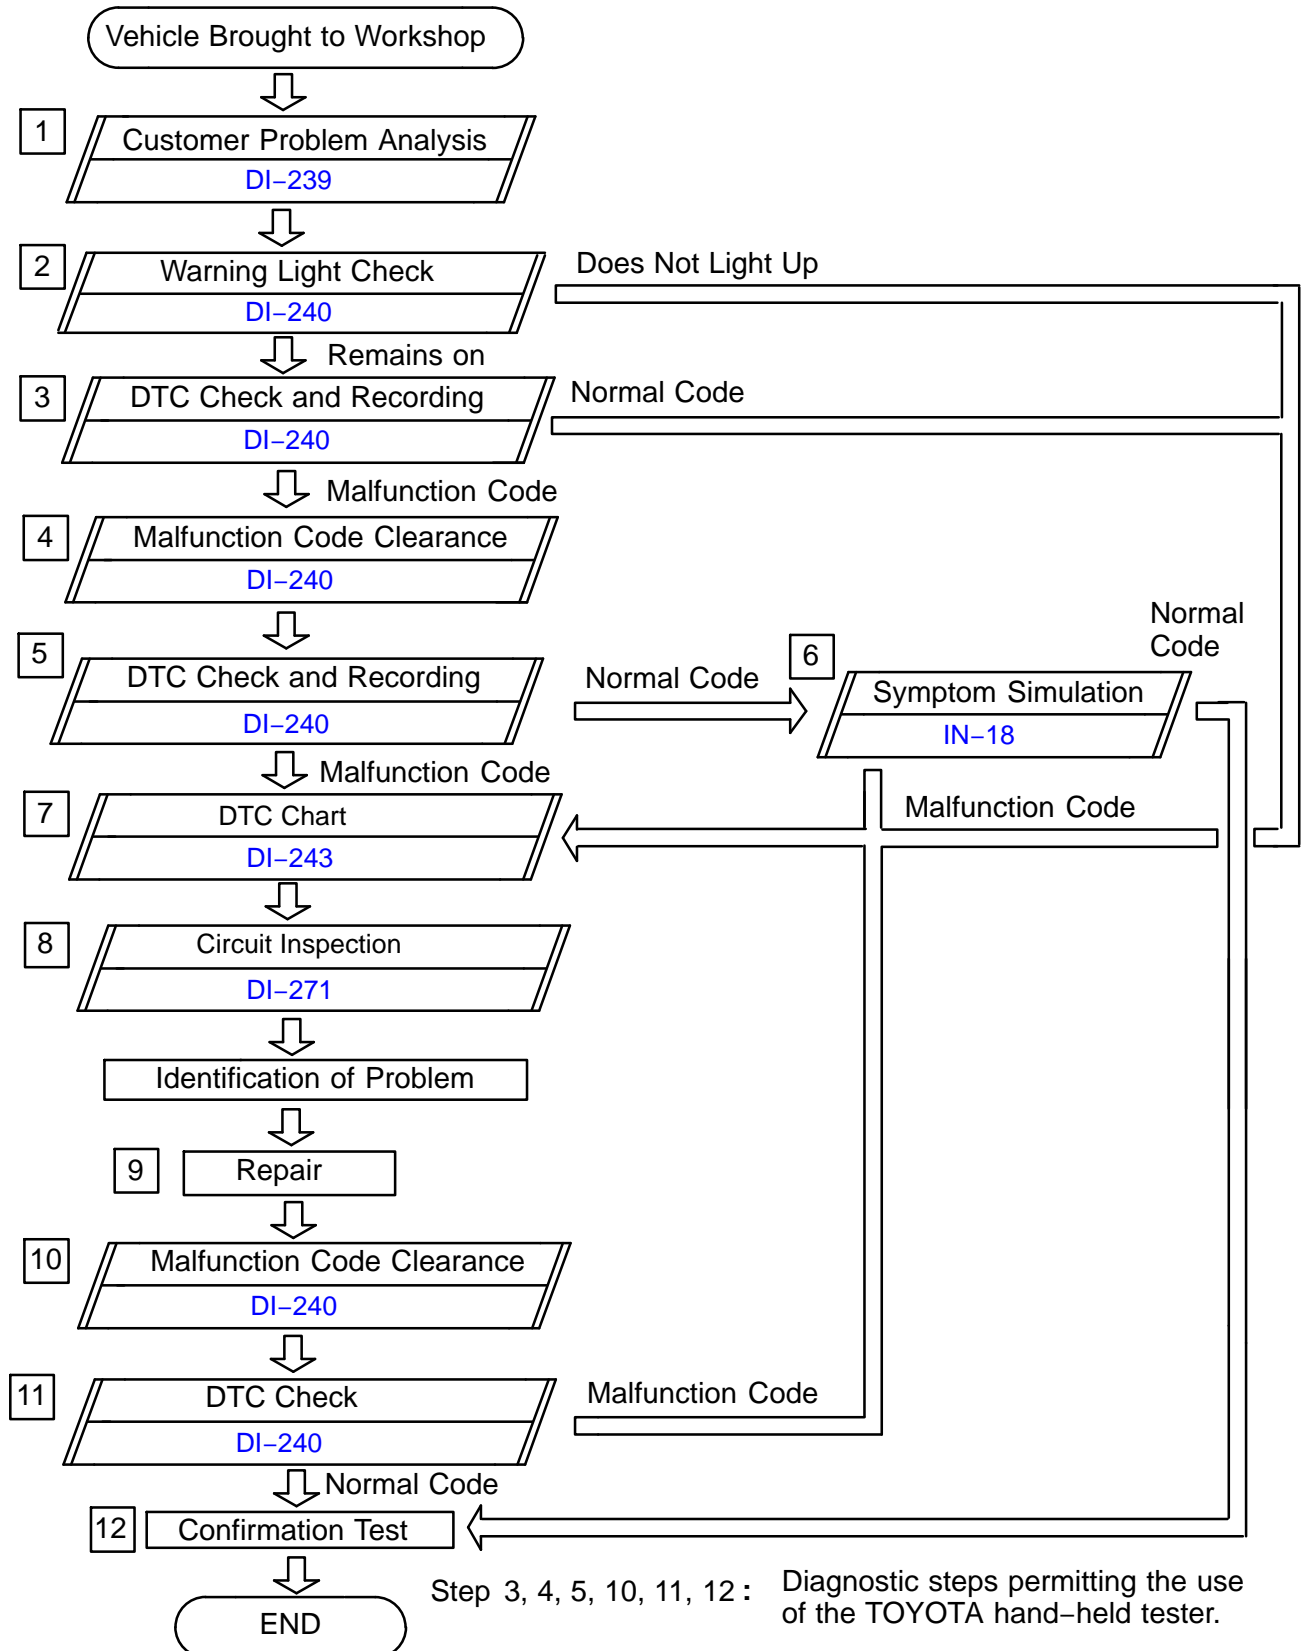 Vehicle Brought to Workshop
1
Customer Problem Analysis
DI–239
2
Warning Light Check
Does Not Light Up
DI–240
Remains on
3
DTC Check and Recording
Normal Code
DI–240
Malfunction Code
4
Malfunction Code Clearance
DI–240
5
DTC Check and Recording
DI–240
Normal Code
6
Symptom Simulation
IN–18
Normal
Code
Malfunction Code
7
DTC Chart
DI–243
Malfunction Code
8
Circuit Inspection
DI–271
Identification of Problem
9
Repair
10
Malfunction Code Clearance
DI–240
11
DTC Check
DI–240
Malfunction Code
Normal Code
12
Confirmation Test
Step 3, 4, 5, 10, 11, 12 :
Diagnostic steps permitting the use
of the TOYOTA hand–held tester.
END